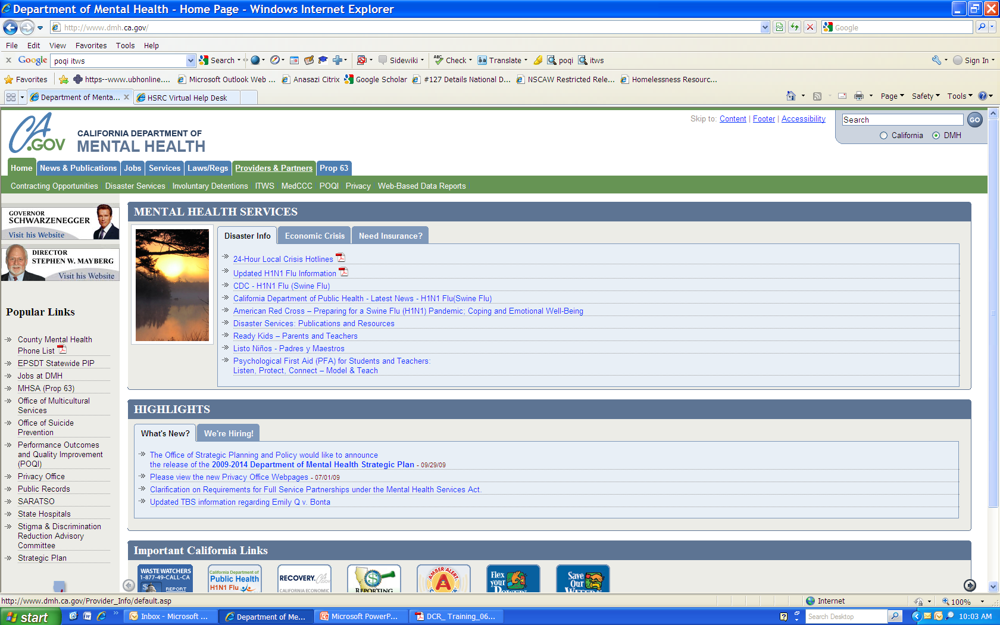 Department of Mental Health - Home Page - Windows Internet Explorer
http://www.dmh.ca.gov/
Google
File Edit View Favorites Tools Help
x Google poqi itws Search Sidewiki Check Translate poqi itws Sign In
Favorites https--www.ubhonline.... Microsoft Outlook Web ... Anasazi Citrix Google Scholar #127 Details National D... NSCAW Restricted Rele... Homelessness Resourc...
Department of Menta... HSRC Virtual Help Desk Page Safety Tools
Skip to: Content | Footer | Accessibility
Search GO
California DMH
CA.GOV
CALIFORNIA DEPARTMENT OF
MENTAL HEALTH
Home News & Publications Jobs Services Laws/Regs Providers & Partners Prop 63
Contracting Opportunities | Disaster Services | Involuntary Detentions | ITWS | MedCCC | POQI | Privacy | Web-Based Data Reports |
GOVERNOR
SCHWARZENEGGER
Visit his Website
DIRECTOR
STEPHEN W. MAYBERG
Visit his Website
Popular Links
County Mental Health
Phone List
EPSDT Statewide PIP
Jobs at DMH
MHSA (Prop 63)
Office of Multicultural
Services
Office of Suicide
Prevention
Performance Outcomes
and Quality Improvement
(POQI)
Privacy Office
Public Records
SARATSO
State Hospitals
Stigma & Discrimination
Reduction Advisory
Committee
Strategic Plan
MENTAL HEALTH SERVICES
Disaster Info Economic Crisis Need Insurance?
24-Hour Local Crisis Hotlines
Updated H1N1 Flu Information
CDC - H1N1 Flu (Swine Flu)
California Department of Public Health - Latest News - H1N1 Flu(Swine Flu)
American Red Cross – Preparing for a Swine Flu (H1N1) Pandemic; Coping and Emotional Well-Being
Disaster Services: Publications and Resources
Ready Kids – Parents and Teachers
Listo Niños - Padres y Maestros
Psychological First Aid (PFA) for Students and Teachers:
Listen, Protect, Connect – Model & Teach
HIGHLIGHTS
What's New? We're Hiring!
The Office of Strategic Planning and Policy would like to announce
the release of the 2009-2014 Department of Mental Health Strategic Plan - 09/29/09
Please view the new Privacy Office Webpages - 07/01/09
Clarification on Requirements for Full Service Partnerships under the Mental Health Services Act.
Updated TBS information regarding Emily Q v. Bonta
Important California Links
WASTE WATCHERS
1-877-49-CALL-CA
REPORT
California Department of
Public Health
H1N1 Flu
RECOVERY.CA.GOV
CALIFORNIA ECONOMIC
REPORTING
AMBER ALERT
Flex
your
POWER
Save
Our
WATER
http://www.dmh.ca.gov/Provider_Info/default.asp
Internet
100%
start Inbox - Microsoft ... Department of Me... Microsoft PowerP... DCR_ Training_06... Search Desktop 10:03 AM